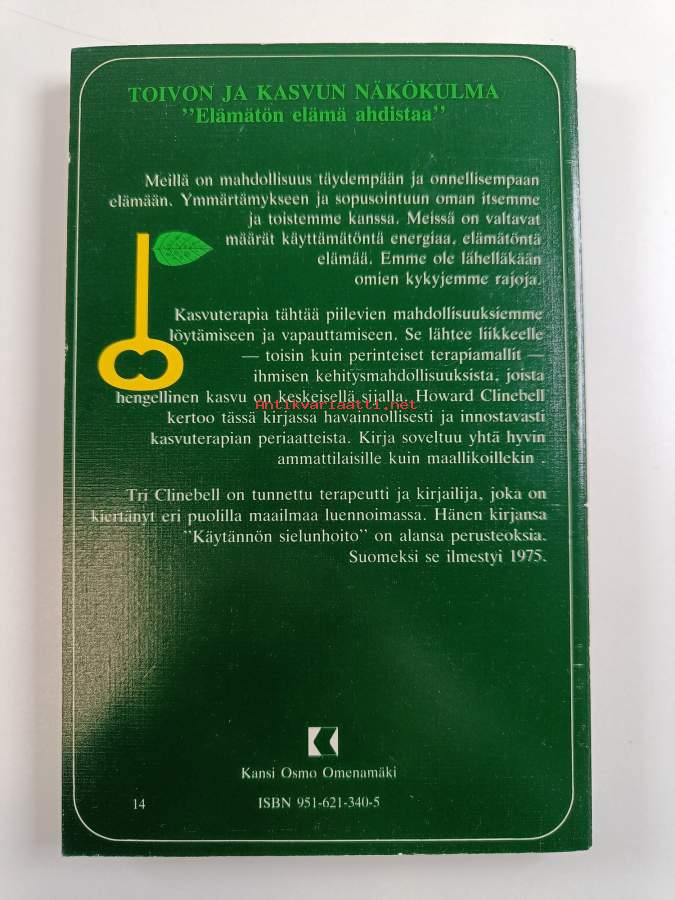 TOIVON JA KASVUN NÄKÖKULMA
"Elämätön elämä ahdistaa"
Meillä on mahdollisuus täydempään ja onnellisempaan
elämään. Ymmärtämykseen ja sopusointuun oman itsemme
ja toistemme kanssa. Meissä on valtavat
määrät käyttämätöntä energiaa, elämätöntä
elämää. Emme ole lähelläkään
omien kykyjemme rajoja.
Kasvuterapia tähtää piilevien mahdollisuuksiemme
löytämiseen ja vapauttamiseen. Se lähtee liikkeelle
— toisin kuin perinteiset terapiamallit —
ihmisen kehitysmahdollisuuksista, joista
hengellinen kasvu on keskeisellä sijalla. Howard Clinebell
Antikvariaatti.net
kertoo tässä kirjassa havainnollisesti ja innostavasti
kasvuterapian periaatteista. Kirja soveltuu yhtä hyvin
ammattilaisille kuin maallikoillekin .
Tri Clinebell on tunnettu terapeutti ja kirjailija, joka on
kiertänyt eri puolilla maailmaa luennoimassa. Hänen kirjansa
"Käytännön sielunhoito" on alansa perusteoksia.
Suomeksi se ilmestyi 1975.
Kansi Osmo Omenamäki
14 ISBN 951-621-340-5